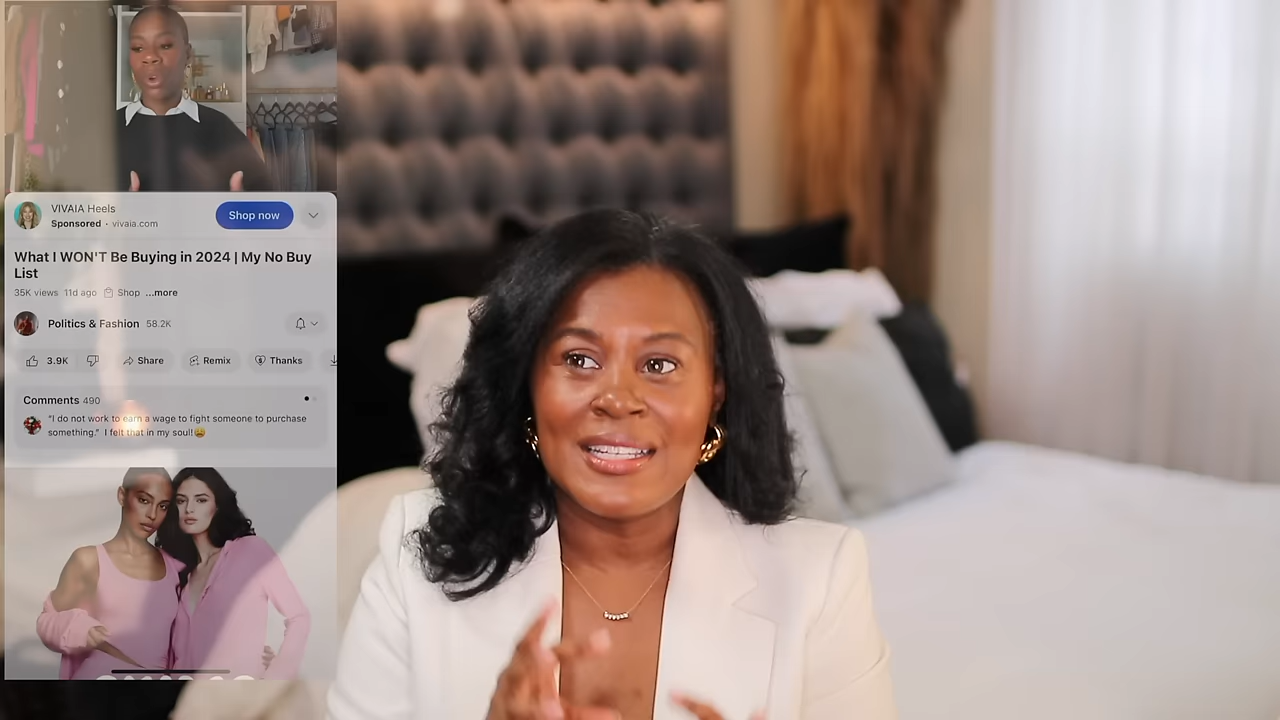 VIVAIA Heels
Sponsored · vivaia.com
Shop now
What I WON'T Be Buying in 2024 | My No Buy
List
35K views 11d ago Shop ...more
Politics & Fashion 58.2K
3.9K Share Remix Thanks
Comments 490
"I do not work to earn a wage to fight someone to purchase
something." I felt that in my soul!😩